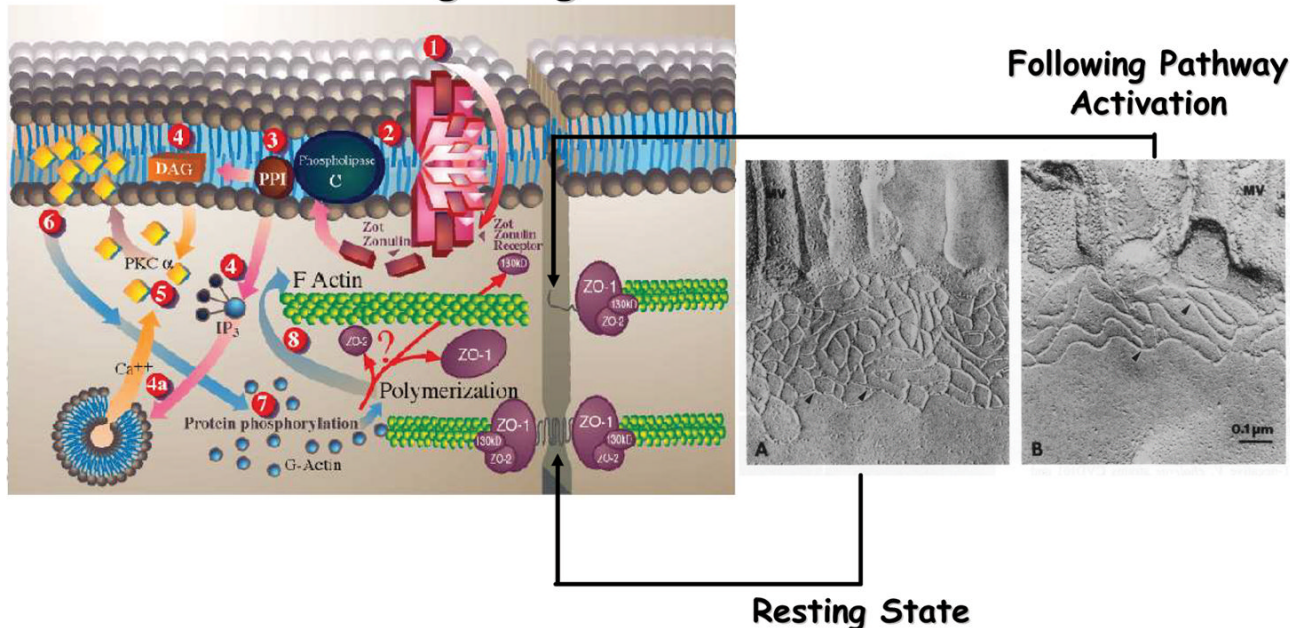 Following Pathway
Activation
1
2
3
4
DAG
PPI
Phospholipase
C
6
PKC α
5
4
IP3
Zot
Zonulin
Zot
Zonulin
Receptor
130kD
F Actin
ZO-1
130kD
ZO-2
8
ZO-2
?
ZO-1
Ca++
4a
Polymerization
7
Protein phosphorylation
G-Actin
ZO-1
130kD
ZO-2
ZO-1
130kD
ZO-2
MV
A
MV
MV
0.1µm
B
Resting State